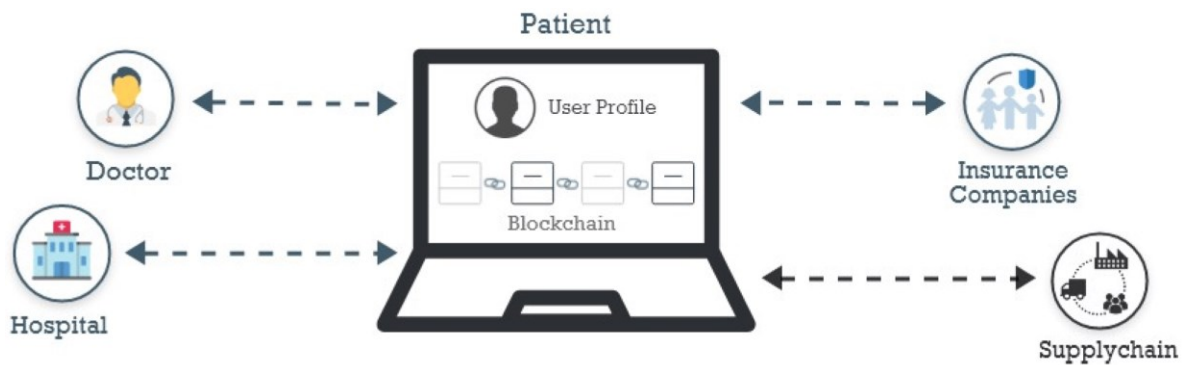 Patient
User Profile
Blockchain
Doctor
Hospital
Insurance
Companies
Supplychain